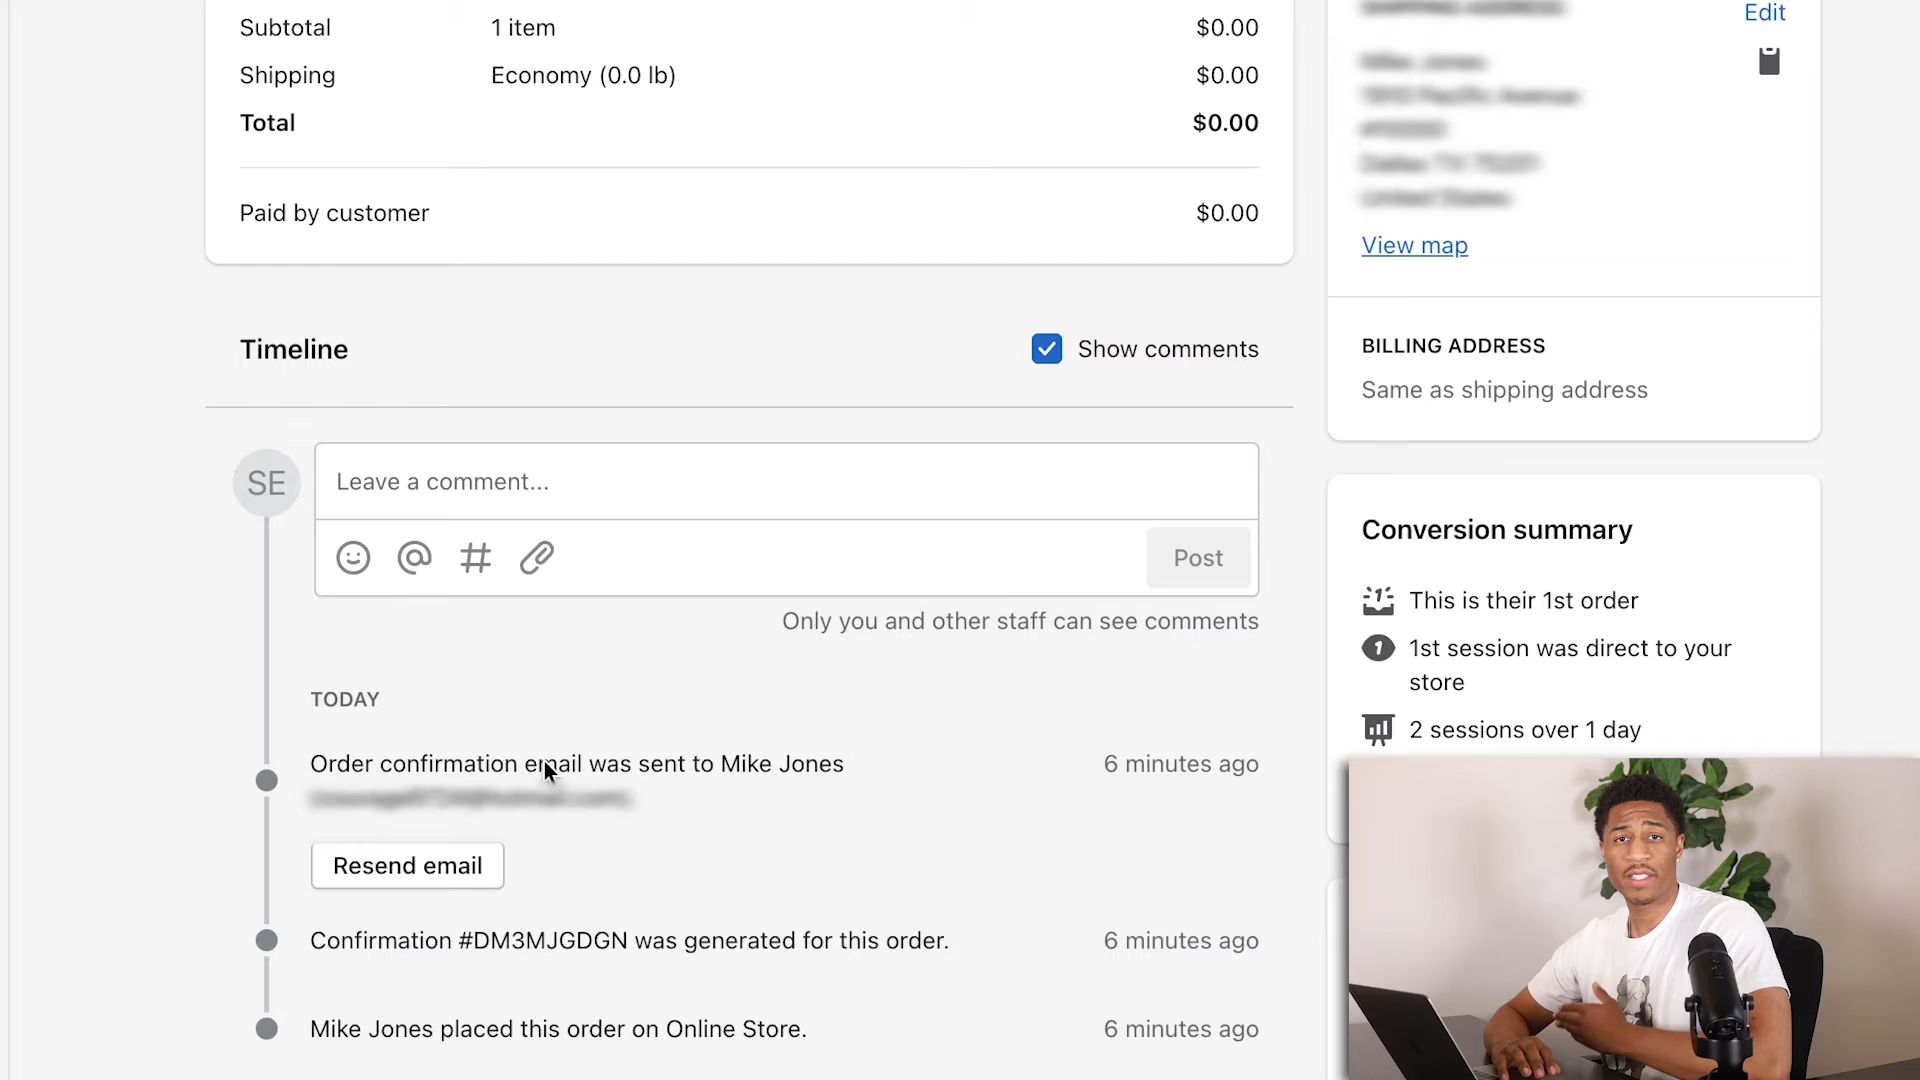 Subtotal 1 item $0.00
Shipping Economy (0.0 lb) $0.00
Total $0.00
Paid by customer $0.00
Timeline
Show comments
SE
Leave a comment...
Post
Only you and other staff can see comments
TODAY
Order confirmation email was sent to Mike Jones 6 minutes ago
Resend email
Confirmation #DM3MJGDGN was generated for this order. 6 minutes ago
Mike Jones placed this order on Online Store. 6 minutes ago
Edit
View map
BILLING ADDRESS
Same as shipping address
Conversion summary
1 This is their 1st order
1 1st session was direct to your
store
2 sessions over 1 day